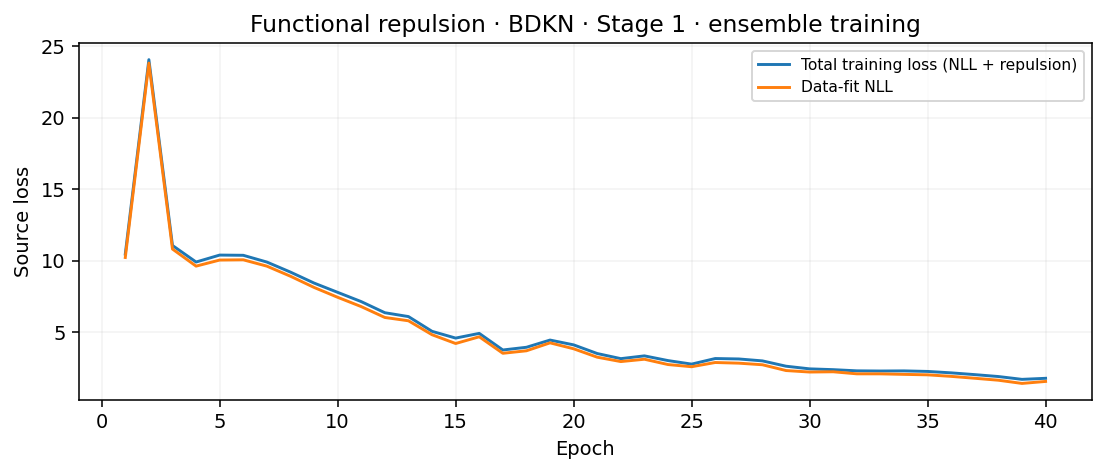 Functional repulsion · BDKN · Stage 1 · ensemble training
Total training loss (NLL + repulsion)
Data-fit NLL
Source loss
25
20
15
10
5
0
5
10
15
20
25
30
35
40
Epoch